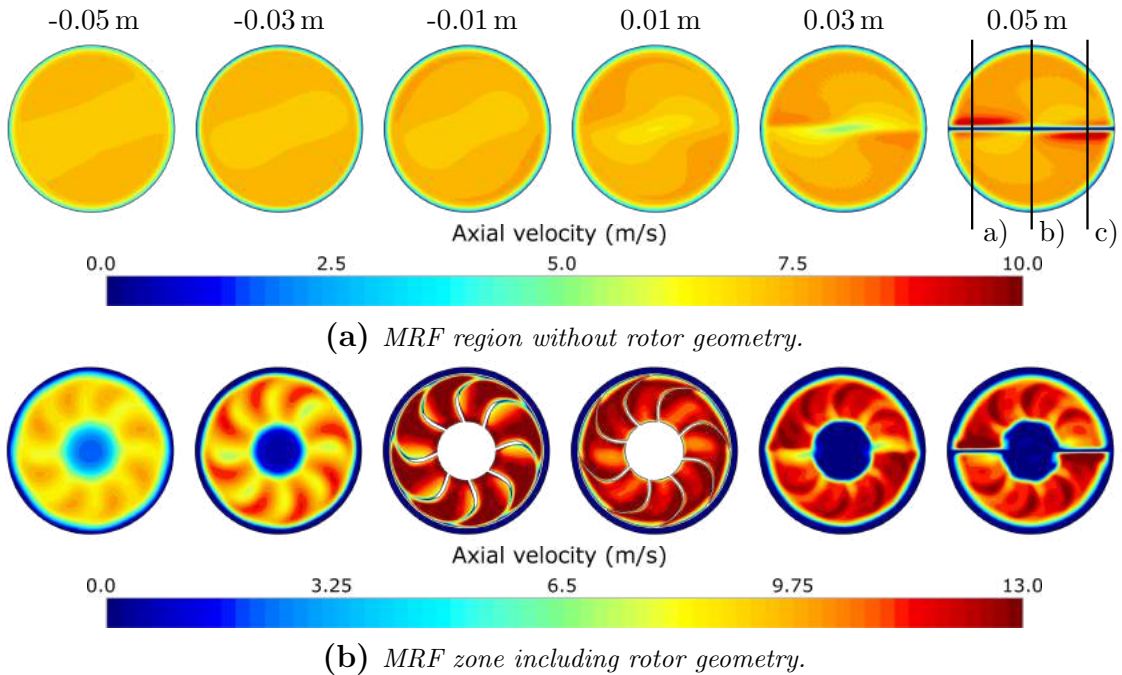 -0.05 m -0.03 m -0.01 m 0.01 m 0.03 m 0.05 m
a) b) c)
Axial velocity (m/s)
0.0 2.5 5.0 7.5 10.0
(a) MRF region without rotor geometry.
Axial velocity (m/s)
0.0 3.25 6.5 9.75 13.0
(b) MRF zone including rotor geometry.